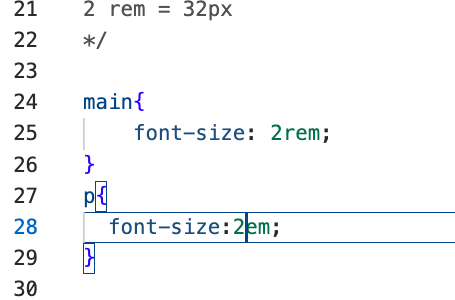 21 2 rem = 32px
22 */
23
24 main{
25 font-size: 2rem;
26 }
27 p{
28 font-size:2em;
29 }
30